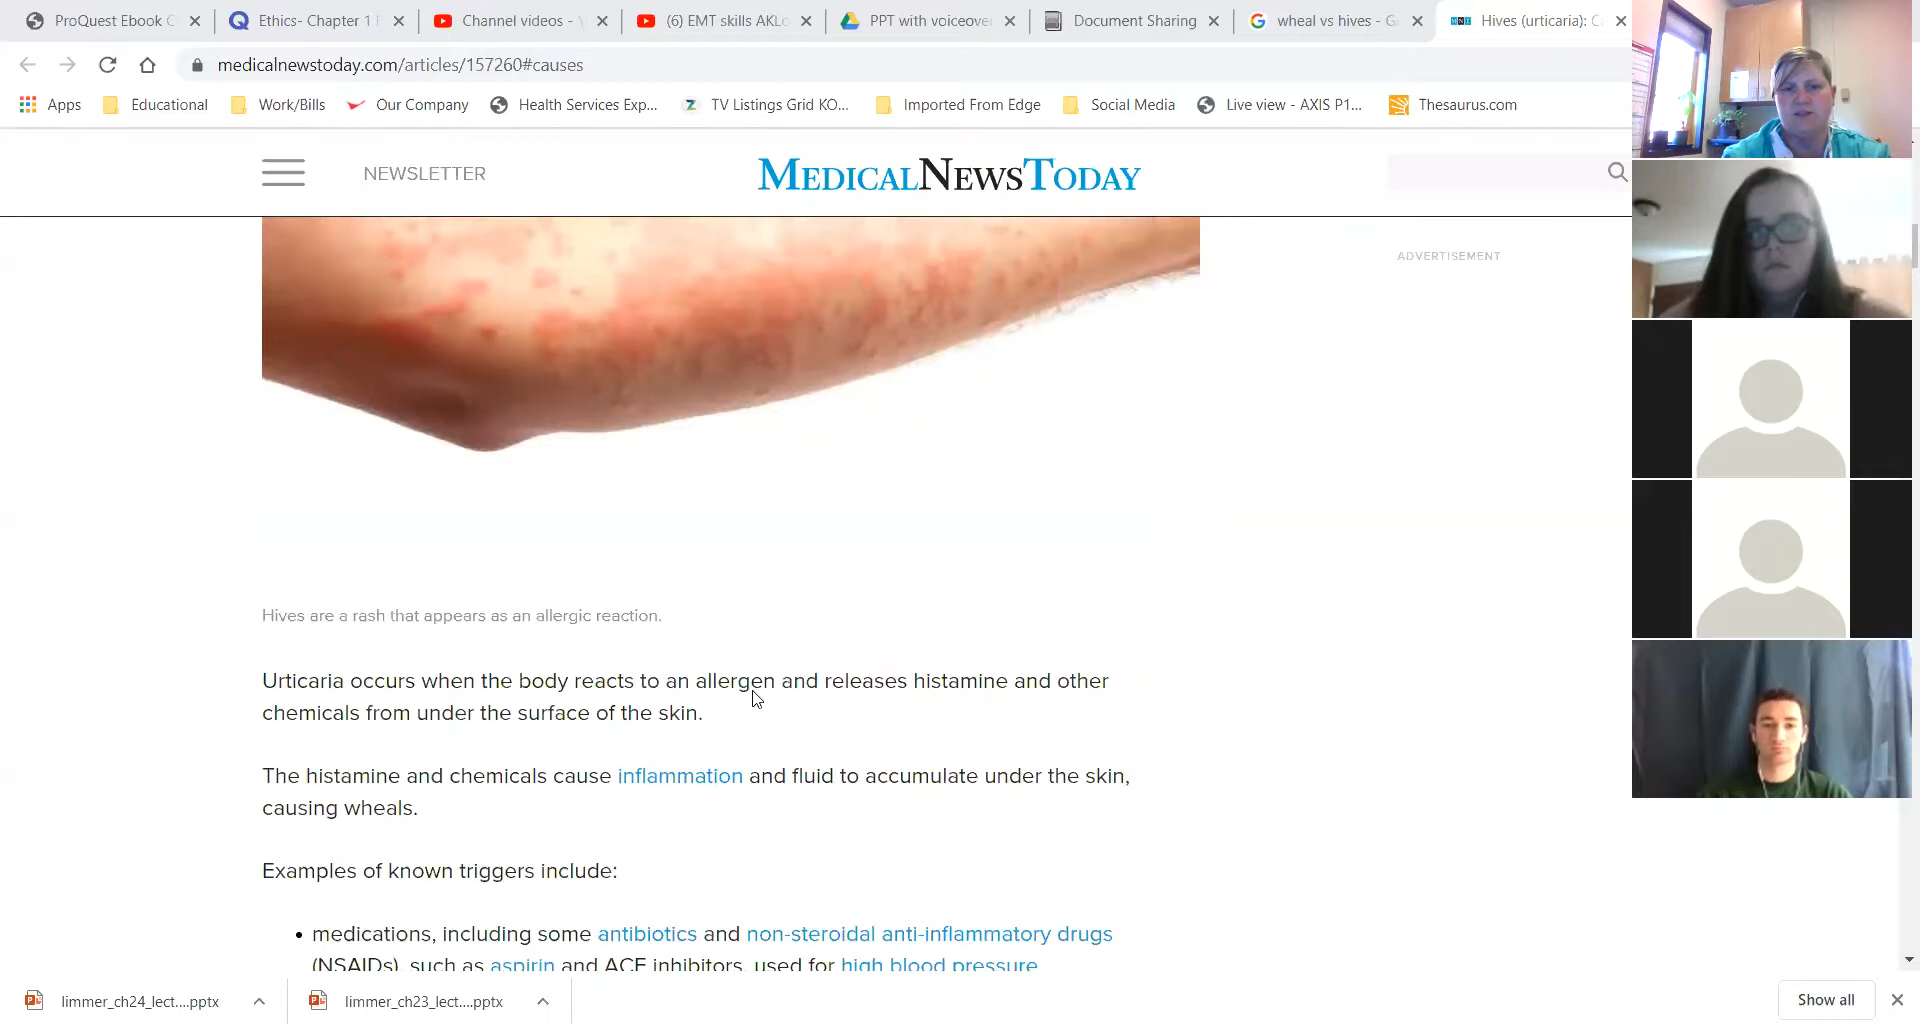 ProQuest Ebook C
Ethics- Chapter 1
Channel videos -
(6) EMT skills AKLo
PPT with voiceover
Document Sharing
wheal vs hives - G
Hives (urticaria): C
medicalnewstoday.com/articles/157260#causes
Apps
Educational
Work/Bills
Our Company
Health Services Exp...
TV Listings Grid KO...
Imported From Edge
Social Media
Live view - AXIS P1...
Thesaurus.com
NEWSLETTER
MEDICALNEWSTODAY
ADVERTISEMENT
Hives are a rash that appears as an allergic reaction.
Urticaria occurs when the body reacts to an allergen and releases histamine and other
chemicals from under the surface of the skin.
The histamine and chemicals cause inflammation and fluid to accumulate under the skin,
causing wheals.
Examples of known triggers include:
• medications, including some antibiotics and non-steroidal anti-inflammatory drugs
(NSAIDs), such as aspirin and ACE inhibitors, used for high blood pressure
limmer_ch24_lect....pptx
limmer_ch23_lect....pptx
Show all